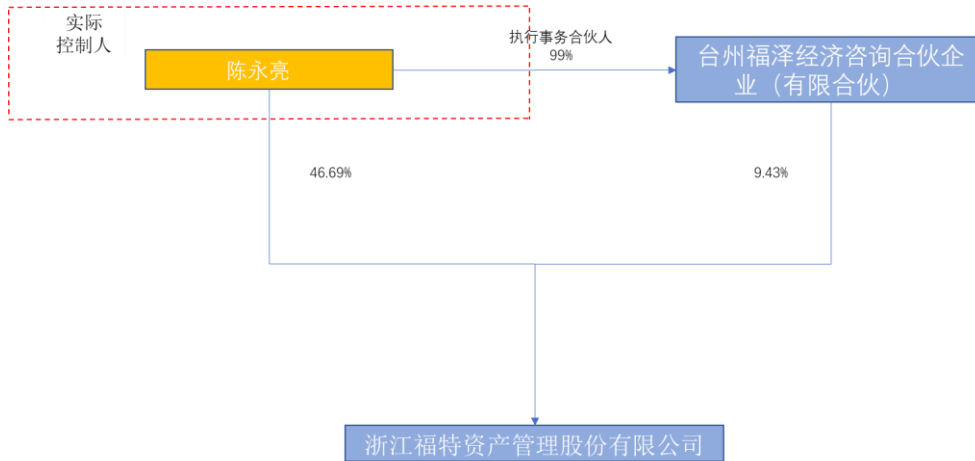 实际
控制人
陈永亮
执行事务合伙人
99%
台州福泽经济咨询合伙企
业（有限合伙）
46.69%
9.43%
浙江福特资产管理股份有限公司